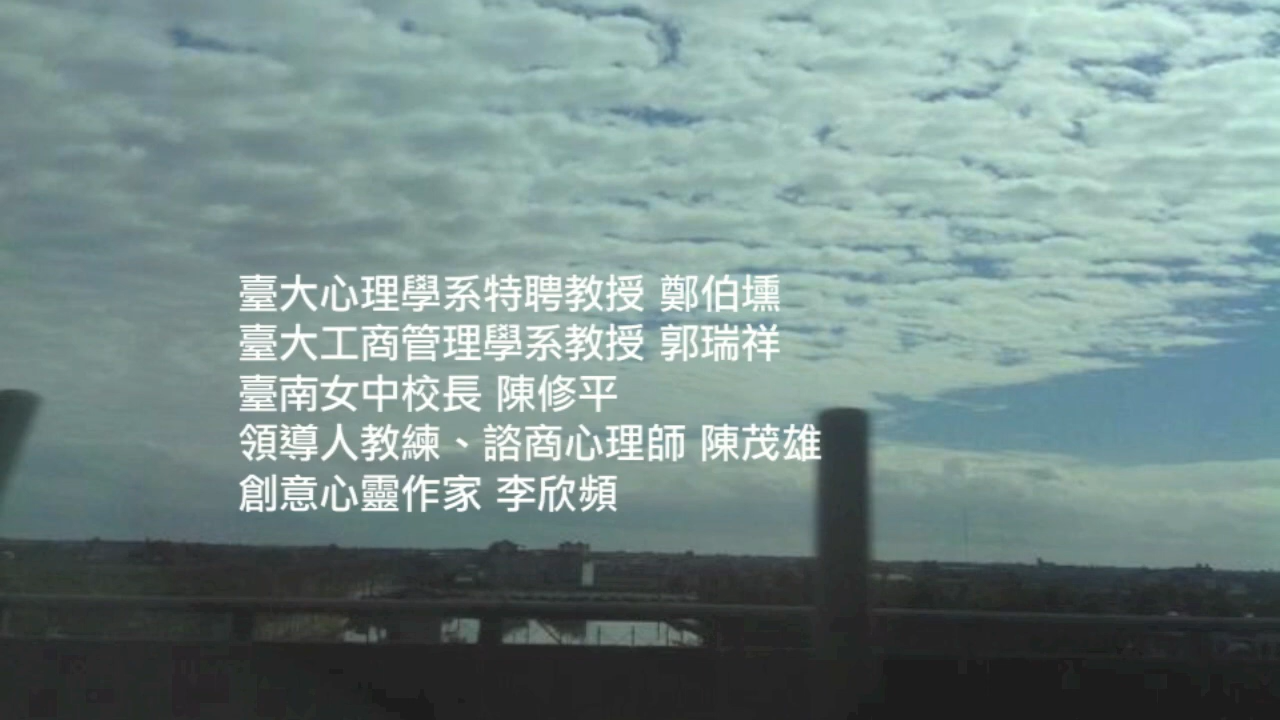 臺大心理學系特聘教授 鄭伯壎
臺大工商管理學系教授 郭瑞祥
臺南女中校長 陳修平
領導人教練、諮商心理師 陳茂雄
創意心靈作家 李欣頻